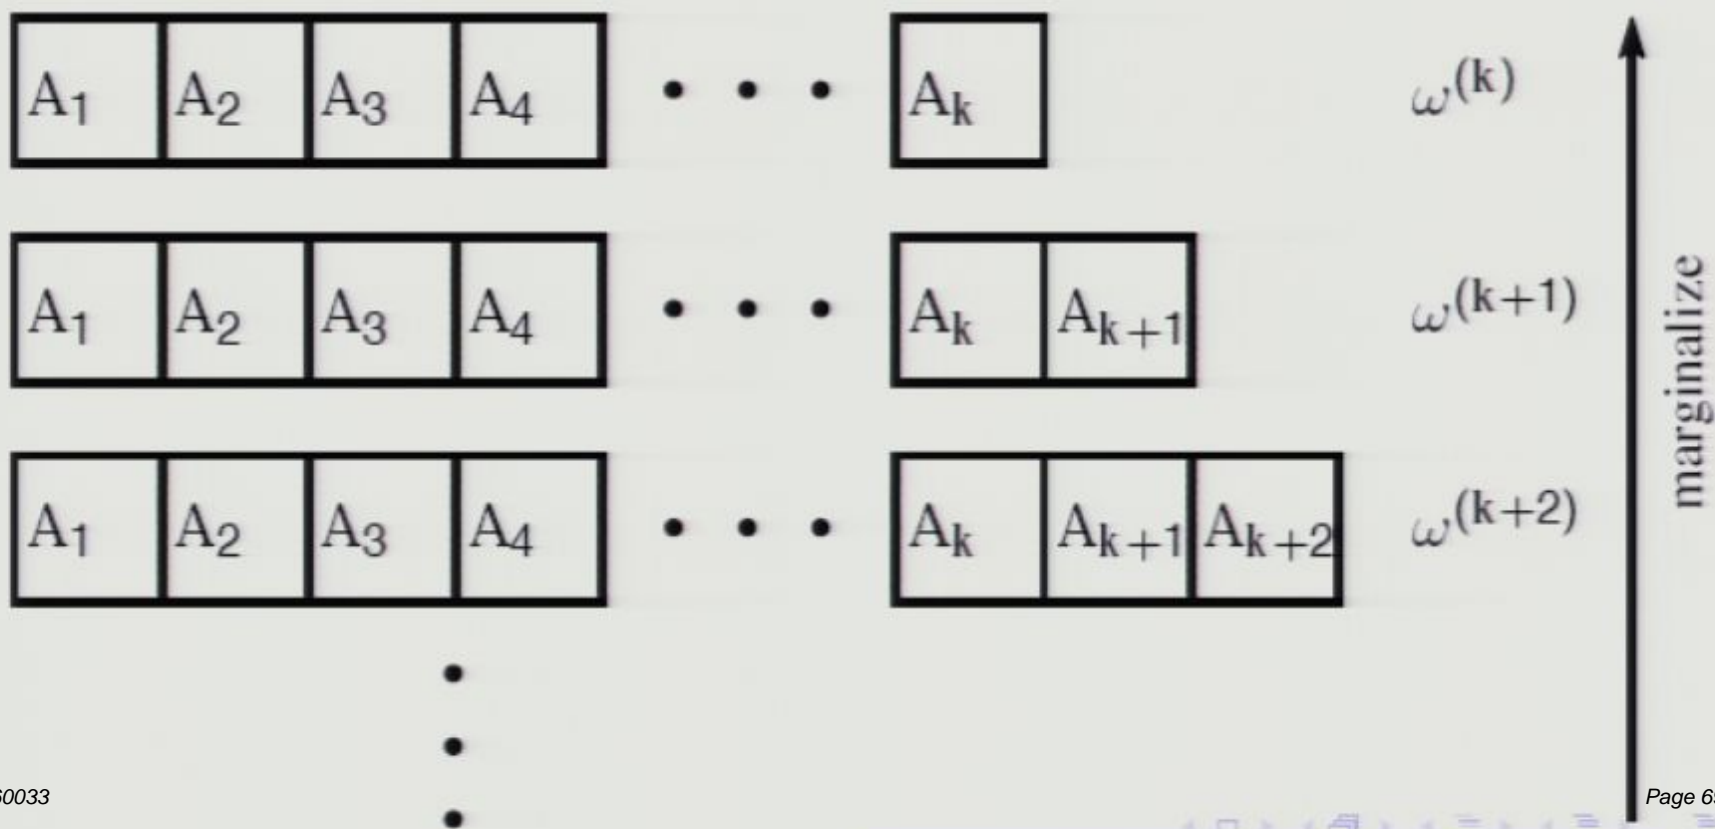 A₁ A₂ A₃ A₄ • • • Aₖ ω⁽ᵏ⁾
A₁ A₂ A₃ A₄ • • • Aₖ Aₖ₊₁ ω⁽ᵏ⁺¹⁾
A₁ A₂ A₃ A₄ • • • Aₖ Aₖ₊₁ Aₖ₊₂ ω⁽ᵏ⁺²⁾
marginalize
60033
Page 6